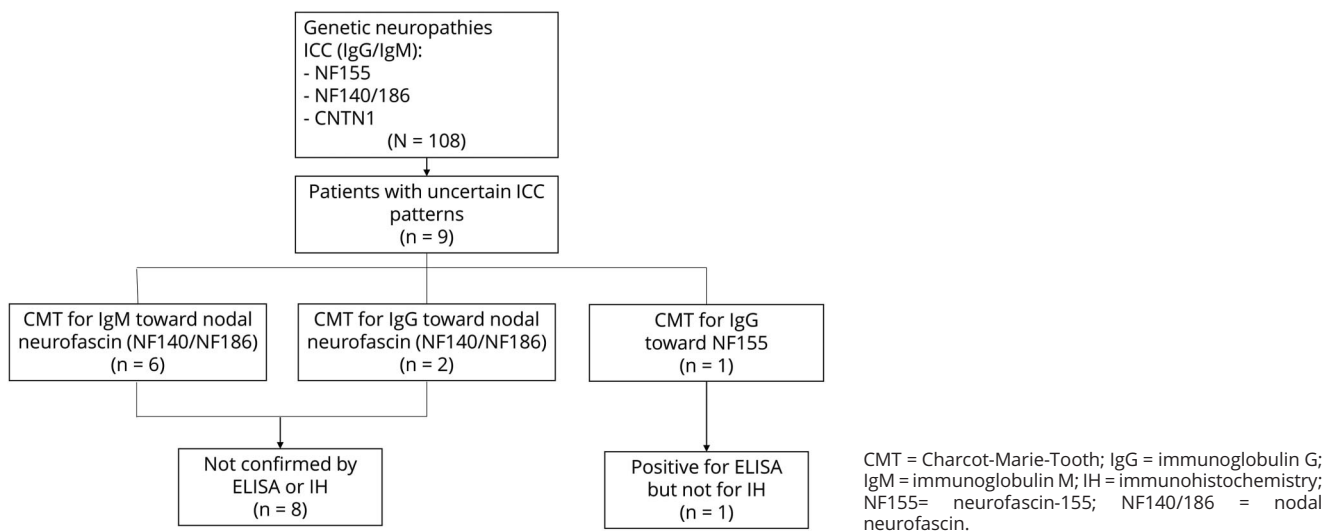 Genetic neuropathies
ICC (IgG/IgM):
- NF155
- NF140/186
- CNTN1
(N = 108)
Patients with uncertain ICC
patterns
(n = 9)
CMT for IgM toward nodal
neurofascin (NF140/NF186)
(n = 6)
CMT for IgG toward nodal
neurofascin (NF140/NF186)
(n = 2)
CMT for IgG
toward NF155
(n = 1)
Not confirmed by
ELISA or IH
(n = 8)
Positive for ELISA
but not for IH
(n = 1)
CMT = Charcot-Marie-Tooth; IgG = immunoglobulin G;
IgM = immunoglobulin M; IH = immunohistochemistry;
NF155= neurofascin-155; NF140/186 = nodal
neurofascin.